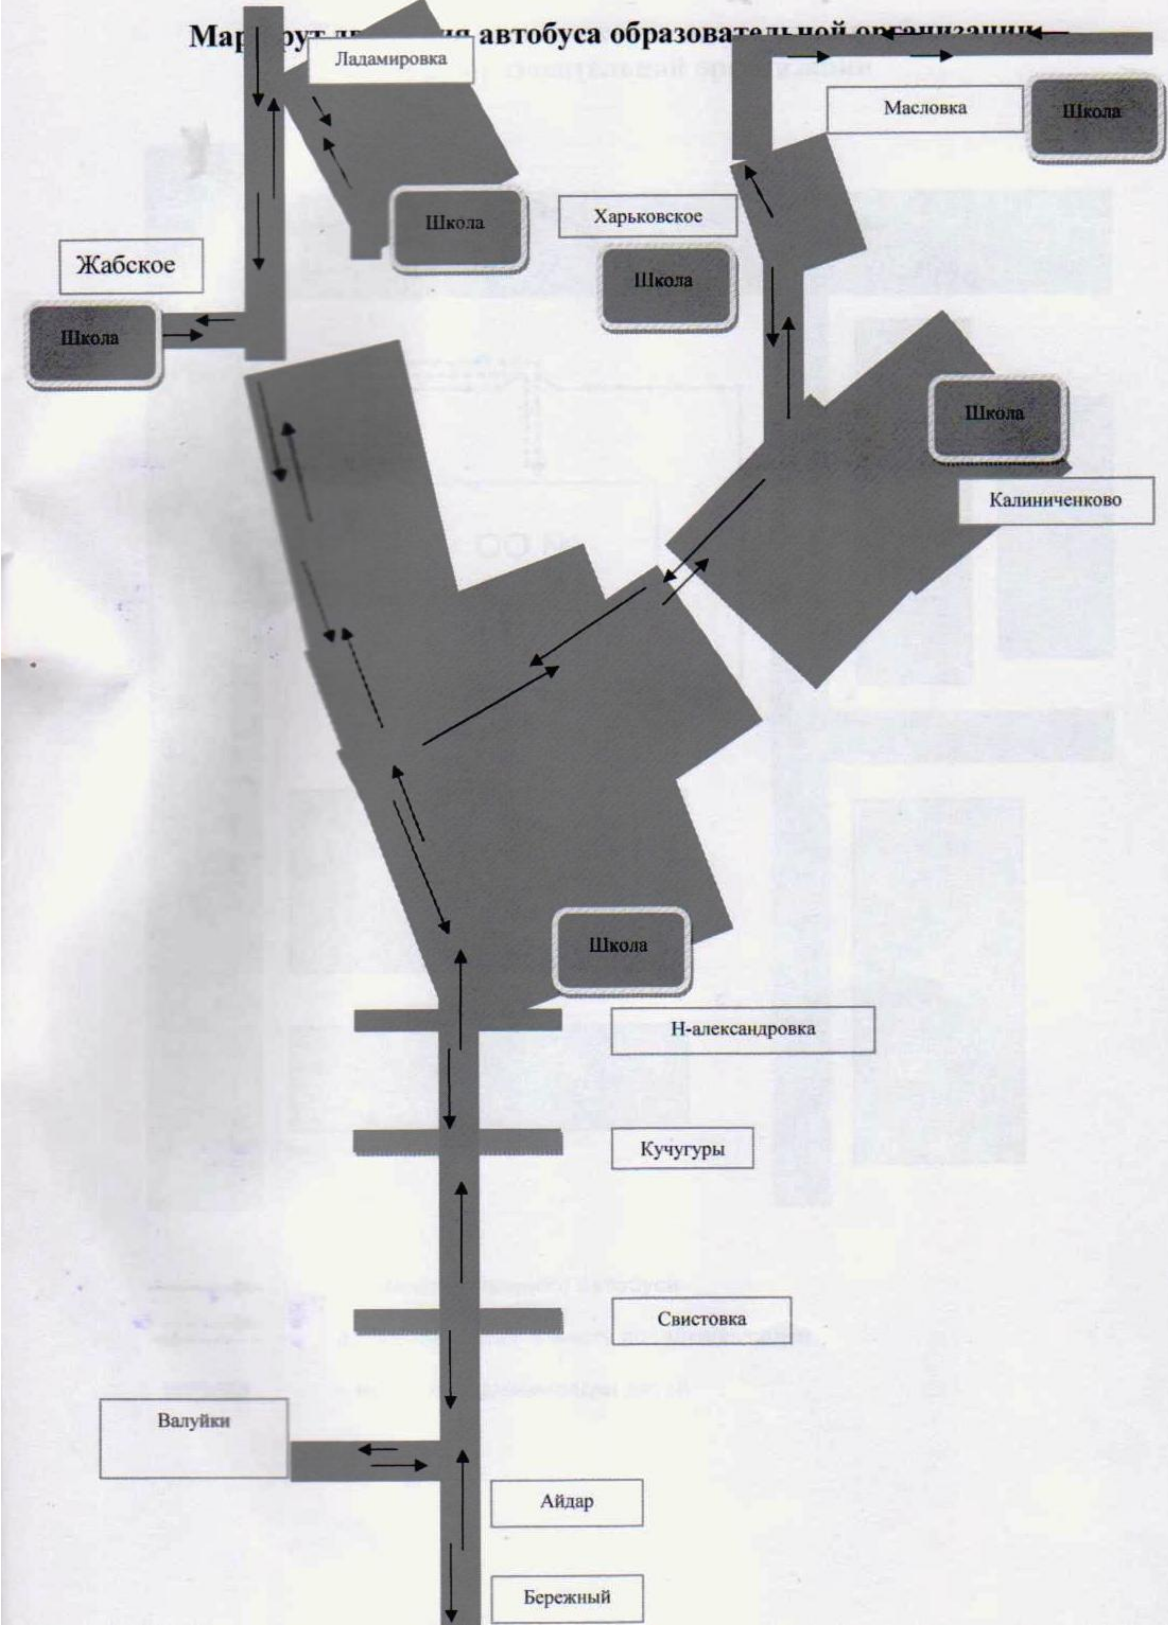 автобуса образовательной организации
Ладамировка
Масловка
Школа
Харьковское
Школа
Школа
Жабское
Школа
Школа
Калиниченково
Школа
Н-александровка
Кучугуры
Свистовка
Валуйки
Айдар
Бережный